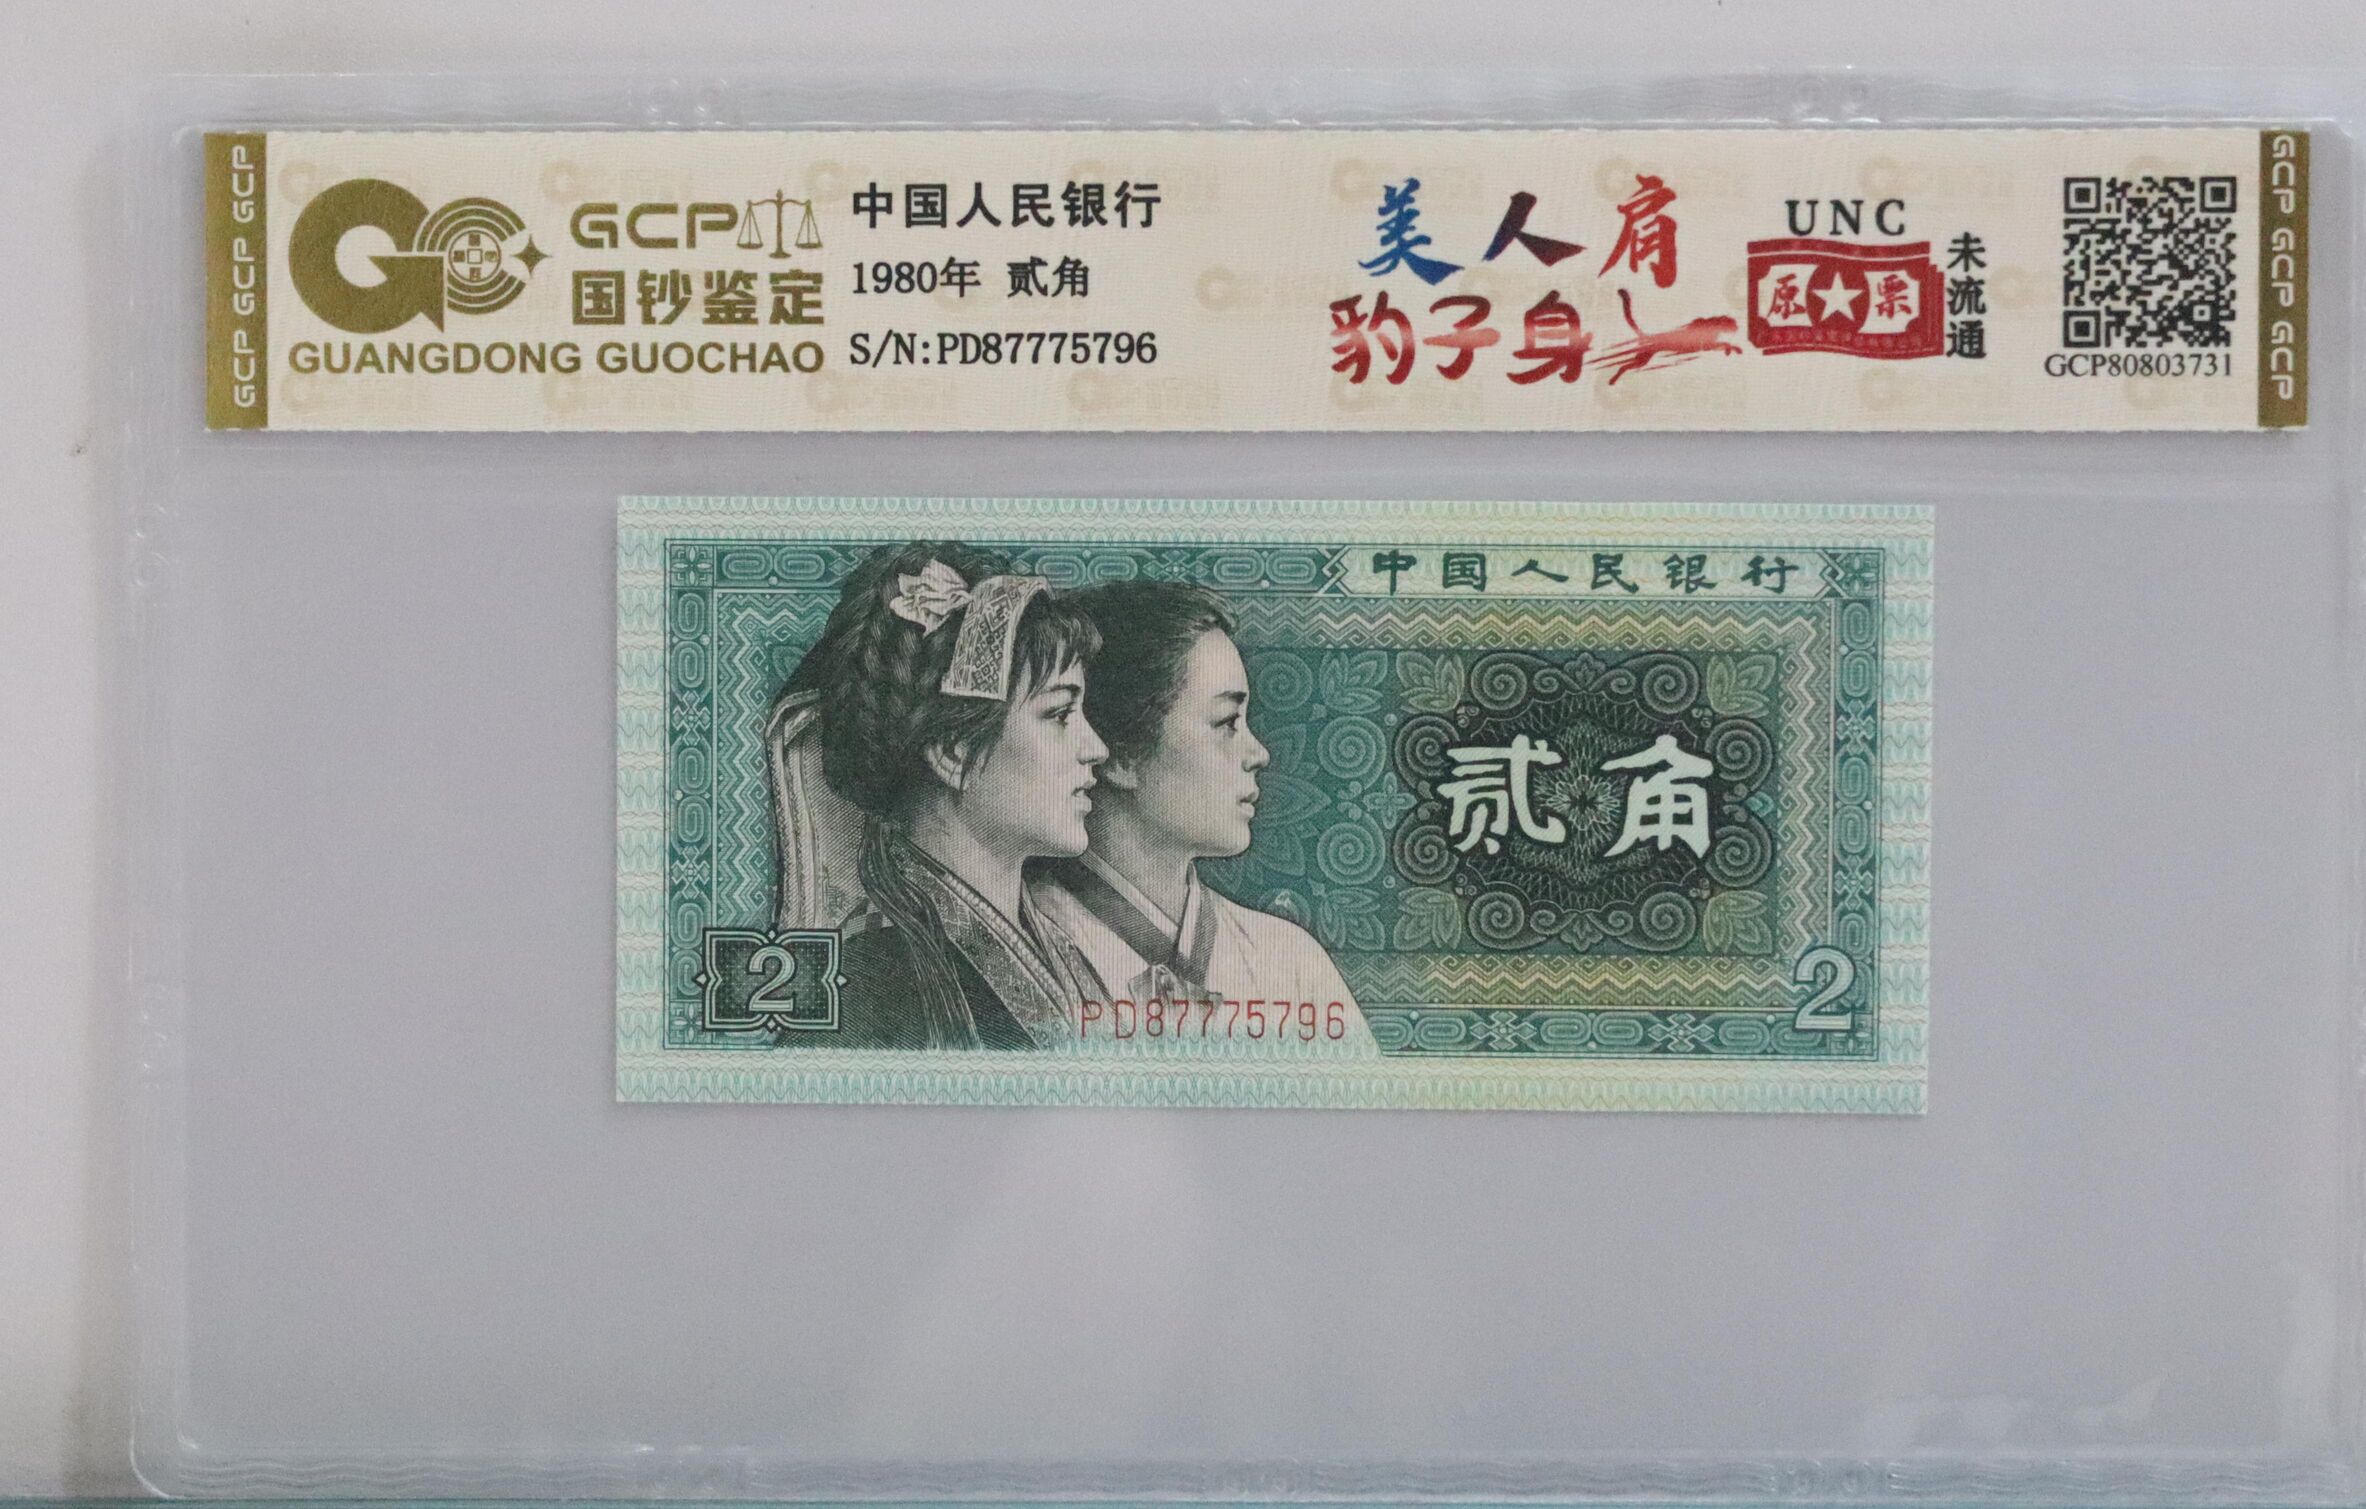 GCP GCP GCP
GCP
国钞鉴定
GUANGDONG GUOCHAO
中国人民银行
1980年 贰角
S/N:PD87775796
美人肩
豹子身
UNC
原票
未流通
GCP80803731
GCP GCP GCP
中国人民银行
贰角
2
PD87775796
2